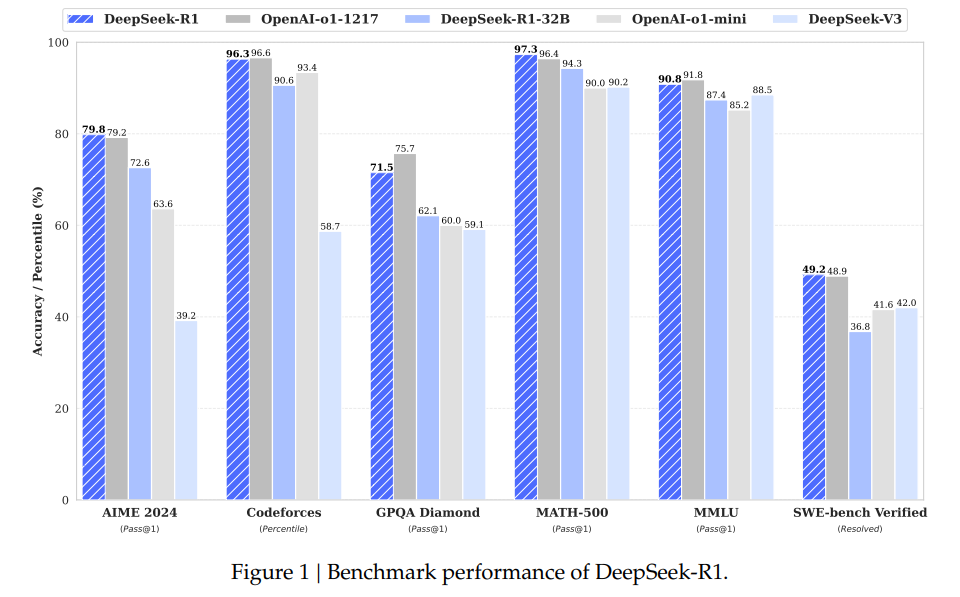 DeepSeek-R1 OpenAI-o1-1217 DeepSeek-R1-32B OpenAI-o1-mini DeepSeek-V3
Accuracy / Percentile (%)
100
80
60
40
20
0
79.8 79.2 72.6 63.6 39.2
96.3 96.6 90.6 93.4 58.7
71.5 75.7 62.1 60.0 59.1
97.3 96.4 94.3 90.0 90.2
90.8 91.8 87.4 85.2 88.5
49.2 48.9 36.8 41.6 42.0
AIME 2024 Codeforces GPQA Diamond MATH-500 MMLU SWE-bench Verified
(Pass@1) (Percentile) (Pass@1) (Pass@1) (Pass@1) (Resolved)
Figure 1 | Benchmark performance of DeepSeek-R1.